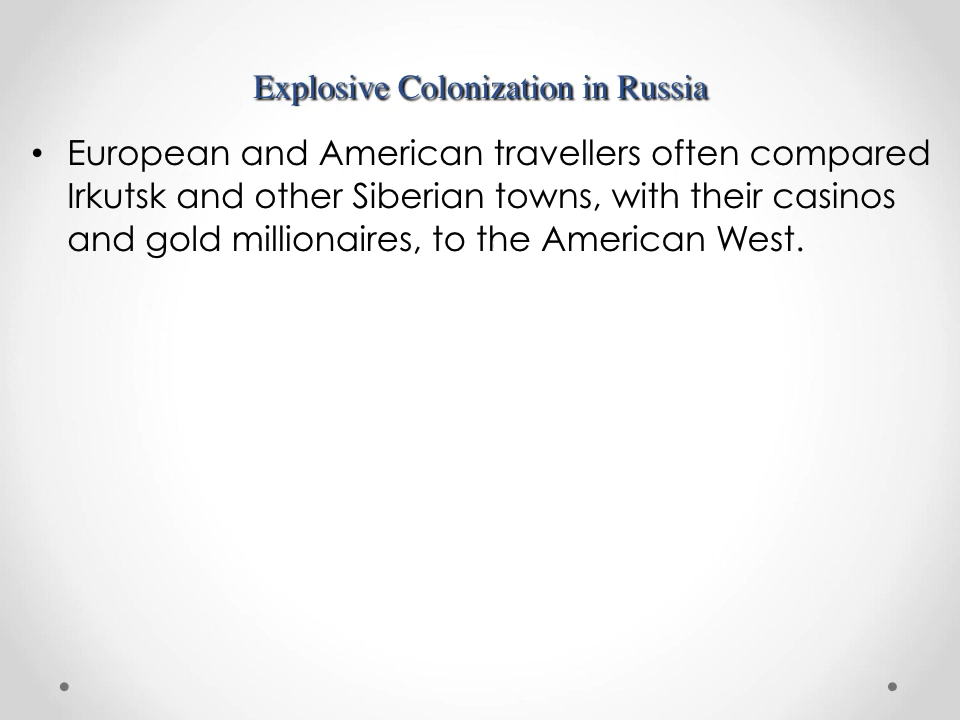 Explosive Colonization in Russia
• European and American travellers often compared
Irkutsk and other Siberian towns, with their casinos
and gold millionaires, to the American West.